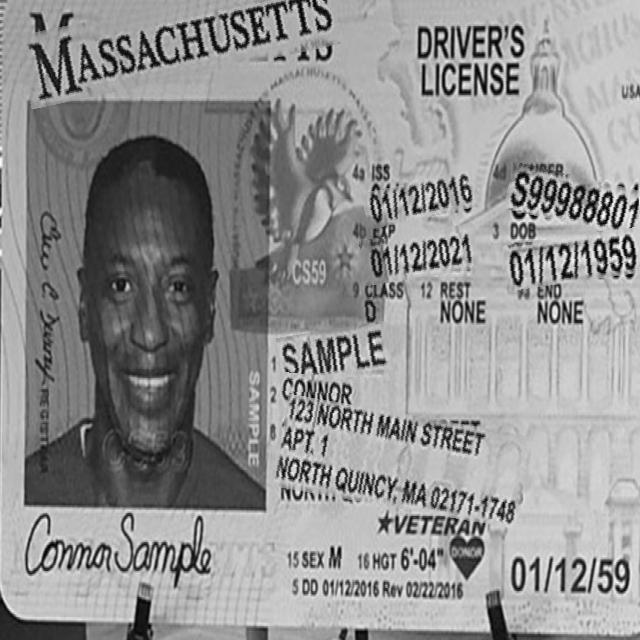 MASSACHUSETTS
DRIVER'S
LICENSE
USA
4a ISS
01/12/2016
4d NUMBER
S99988801
4b EXP
01/12/2021
3 DOB
01/12/1959
CS59
9 CLASS
D
12 REST
NONE
9a END
NONE
1 SAMPLE
2 CONNOR
8 123 NORTH MAIN STREET
APT. 1
NORTH QUINCY, MA 02171-1748
★VETERAN
15 SEX M 16 HGT 6'-04" DONOR
5 DD 01/12/2016 Rev 02/22/2016
01/12/59
SAMPLE
Connor Sample